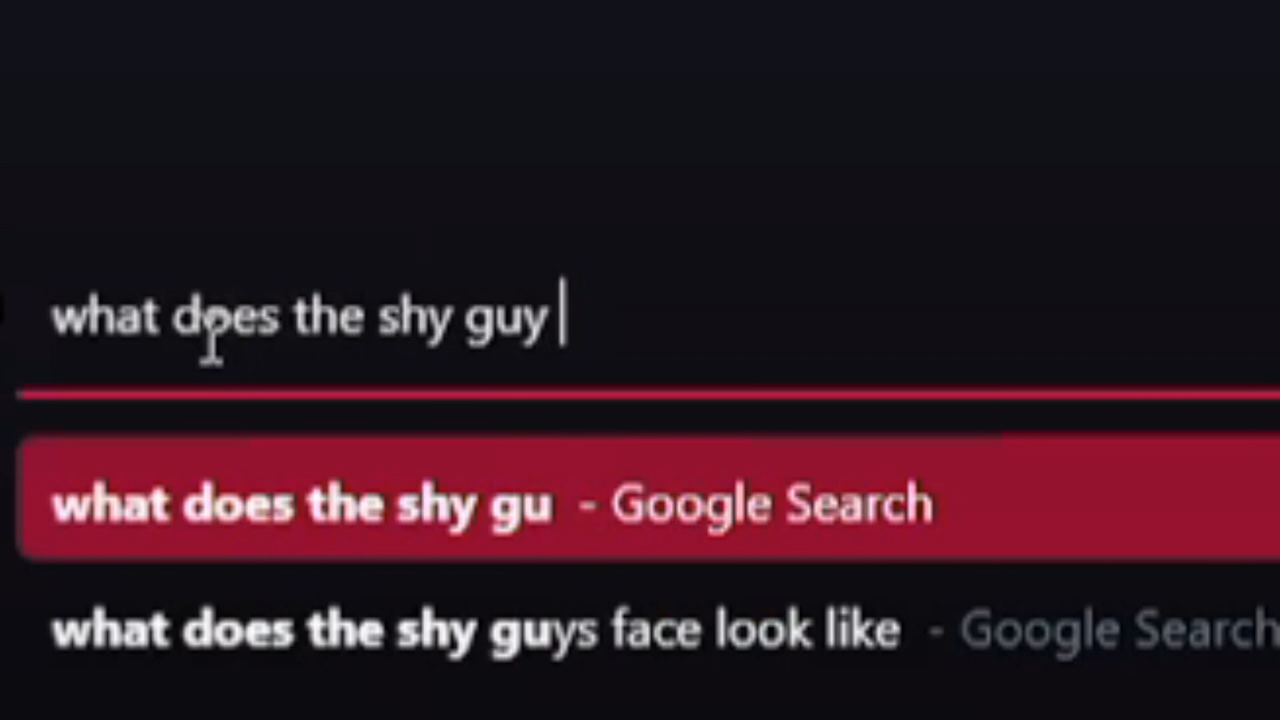 what does the shy guy
what does the shy gu - Google Search
what does the shy guys face look like - Google Search